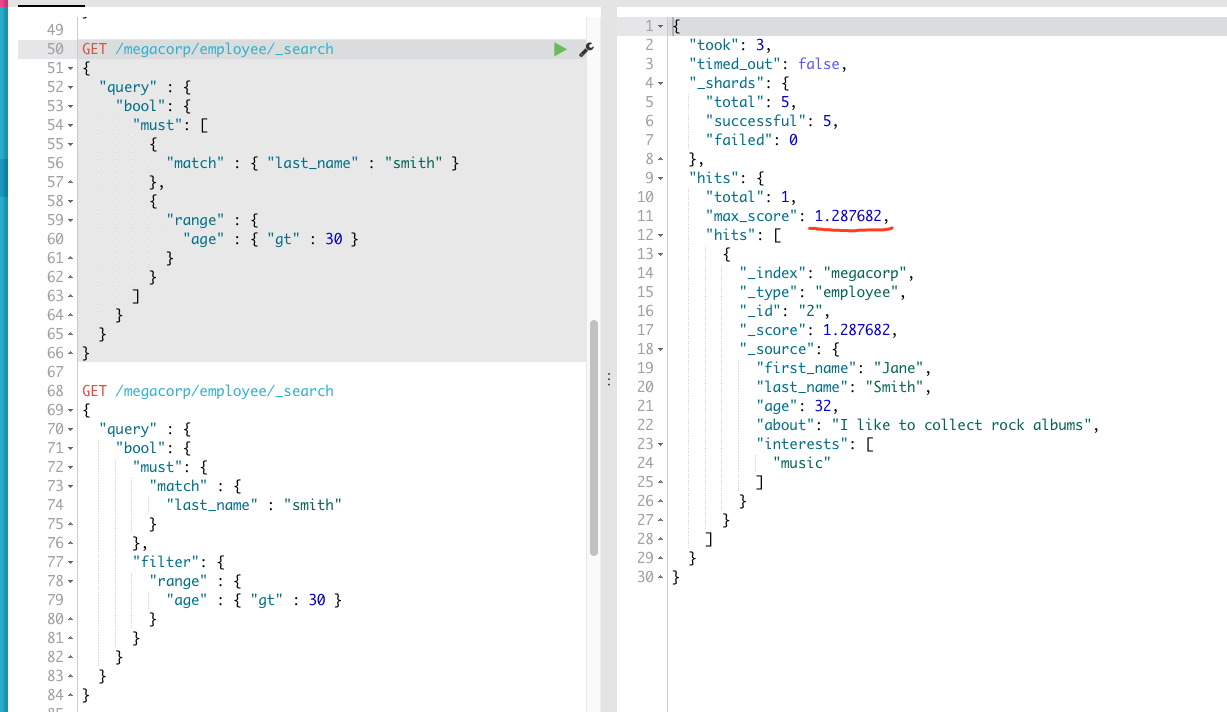 49
50 GET /megacorp/employee/_search
51 {
52 "query" : {
53 "bool": {
54 "must": [
55 {
56 "match" : { "last_name" : "smith" }
57 },
58 {
59 "range" : {
60 "age" : { "gt" : 30 }
61 }
62 }
63 ]
64 }
65 }
66 }
67
68 GET /megacorp/employee/_search
69 {
70 "query" : {
71 "bool": {
72 "must": {
73 "match" : {
74 "last_name" : "smith"
75 }
76 },
77 "filter": {
78 "range" : {
79 "age" : { "gt" : 30 }
80 }
81 }
82 }
83 }
84 }
1 {
2 "took": 3,
3 "timed_out": false,
4 "_shards": {
5 "total": 5,
6 "successful": 5,
7 "failed": 0
8 },
9 "hits": {
10 "total": 1,
11 "max_score": 1.287682,
12 "hits": [
13 {
14 "_index": "megacorp",
15 "_type": "employee",
16 "_id": "2",
17 "_score": 1.287682,
18 "_source": {
19 "first_name": "Jane",
20 "last_name": "Smith",
21 "age": 32,
22 "about": "I like to collect rock albums",
23 "interests": [
24 "music"
25 ]
26 }
27 }
28 ]
29 }
30 }